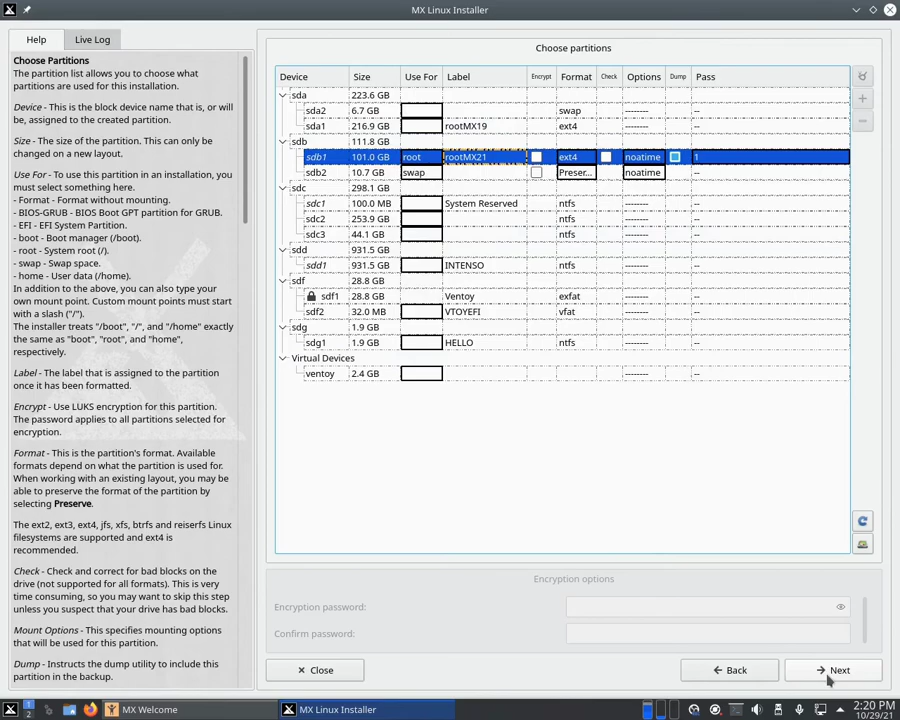 MX Linux Installer
Help
Live Log
Choose Partitions
The partition list allows you to choose what
partitions are used for this installation.
Device - This is the block device name that is, or will
be, assigned to the created partition.
Size - The size of the partition. This can only be
changed on a new layout.
Use For - To use this partition in an installation, you
must select something here.
- Format - Format without mounting.
- BIOS-GRUB - BIOS Boot GPT partition for GRUB.
- EFI - EFI System Partition.
- boot - Boot manager (/boot).
- root - System root (/).
- swap - Swap space.
- home - User data (/home).
In addition to the above, you can also type your
own mount point. Custom mount points must start
with a slash ("/").
The installer treats "/boot", "/", and "/home" exactly
the same as "boot", "root", and "home",
respectively.
Label - The label that is assigned to the partition
once it has been formatted.
Encrypt - Use LUKS encryption for this partition.
The password applies to all partitions selected for
encryption.
Format - This is the partition's format. Available
formats depend on what the partition is used for.
When working with an existing layout, you may be
able to preserve the format of the partition by
selecting Preserve.
The ext2, ext3, ext4, jfs, xfs, btrfs and reiserfs Linux
filesystems are supported and ext4 is
recommended.
Check - Check and correct for bad blocks on
the drive (not supported for all formats). This is very
time consuming, so you may want to skip this step
unless you suspect that your drive has bad blocks.
Mount Options - This specifies mounting options
that will be used for this partition.
Dump - Instructs the dump utility to include this
partition in the backup.
Choose partitions
Device Size Use For Label Encrypt Format Check Options Dump Pass
sda 223.6 GB
sda2 6.7 GB swap -------- --
sda1 216.9 GB rootMX19 ext4 -------- --
sdb 111.8 GB
sdb1 101.0 GB root rootMX21 ext4 noatime 1
sdb2 10.7 GB swap Preser... noatime --
sdc 298.1 GB
sdc1 100.0 MB System Reserved ntfs -------- --
sdc2 253.9 GB ntfs -------- --
sdc3 44.1 GB ntfs -------- --
sdd 931.5 GB
sdd1 931.5 GB INTENSO ntfs -------- --
sdf 28.8 GB
sdf1 28.8 GB Ventoy exfat -------- --
sdf2 32.0 MB VTOYEFI vfat -------- --
sdg 1.9 GB
sdg1 1.9 GB HELLO ntfs -------- --
Virtual Devices
ventoy 2.4 GB -------- --
Encryption options
Encryption password:
Confirm password:
Close
Back
Next
1
2
MX Welcome
MX Linux Installer
2:20 PM
10/29/21